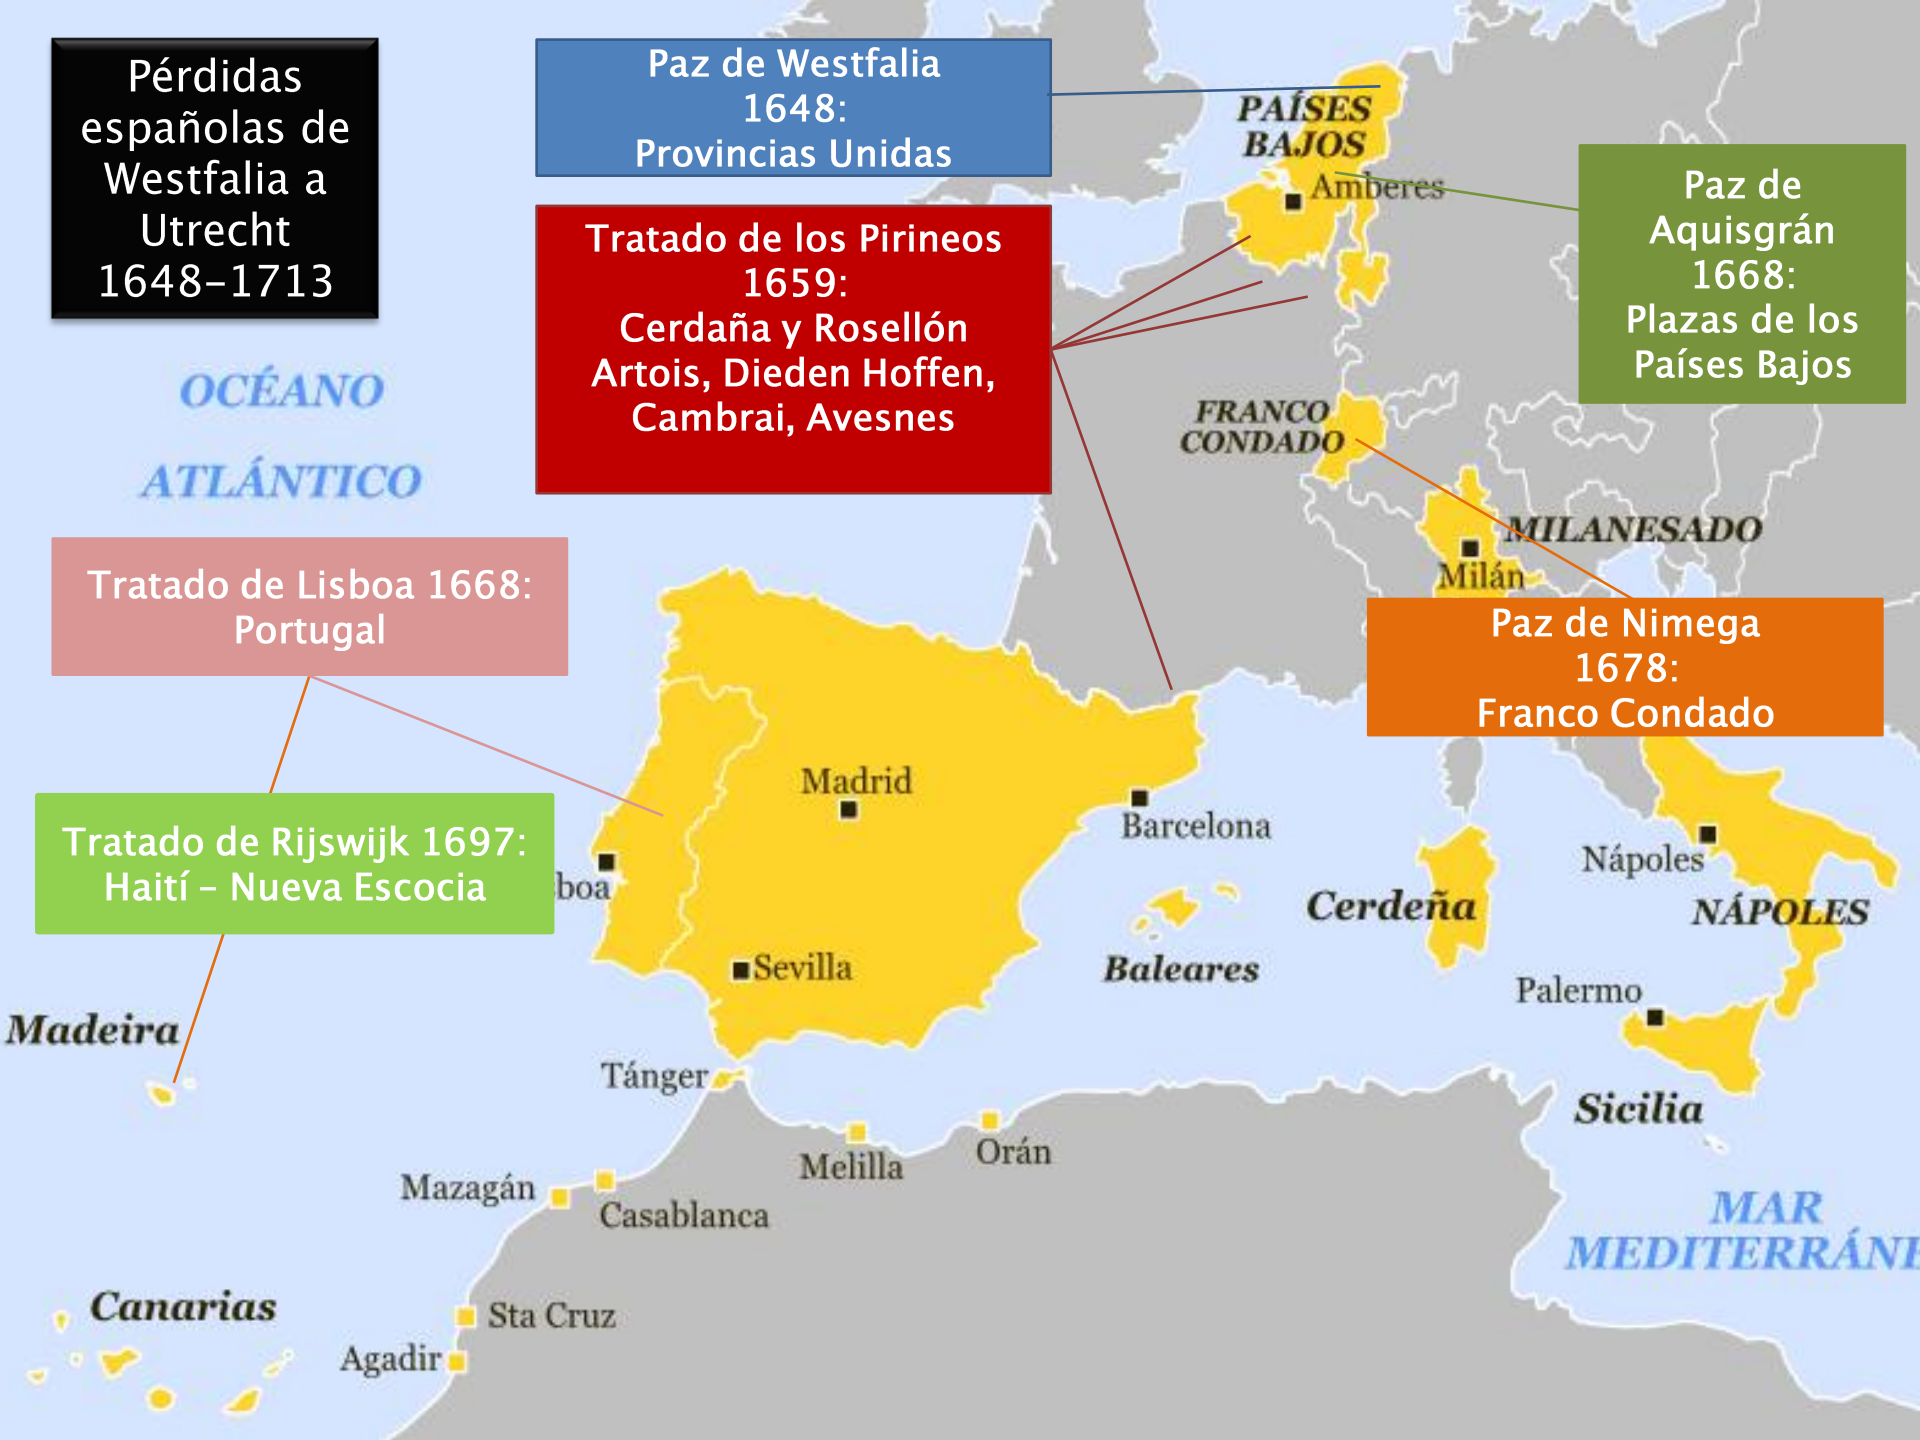 Pérdidas
españolas de
Westfalia a
Utrecht
1648-1713
Paz de Westfalia
1648:
Provincias Unidas
Tratado de los Pirineos
1659:
Cerdaña y Rosellón
Artois, Dieden Hoffen,
Cambrai, Avesnes
PAÍSES
BAJOS
Amberes
Paz de
Aquisgrán
1668:
Plazas de los
Países Bajos
OCÉANO
ATLÁNTICO
FRANCO
CONDADO
MILANESADO
Milán
Tratado de Lisboa 1668:
Portugal
Paz de Nimega
1678:
Franco Condado
Madrid
Barcelona
Tratado de Rijswijk 1697:
Haití - Nueva Escocia
boa
Nápoles
Cerdeña
NÁPOLES
Sevilla
Baleares
Palermo
Madeira
Tánger
Sicilia
Orán
Melilla
Mazagán
Casablanca
MAR
MEDITERRÁNE
Canarias
Sta Cruz
Agadir